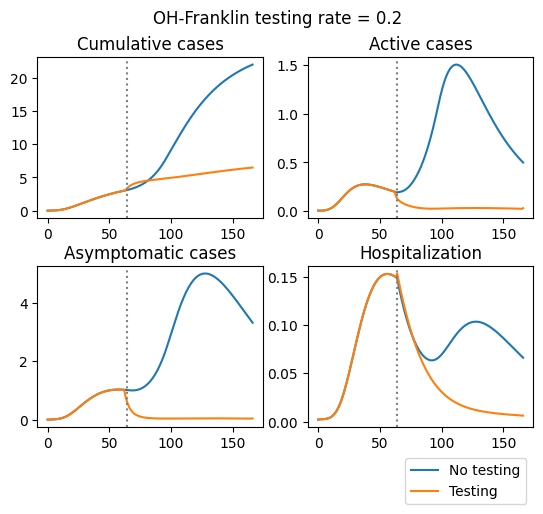 OH-Franklin testing rate = 0.2
Cumulative cases
Active cases
20
15
10
5
0
0 50 100 150
1.5
1.0
0.5
0.0
0 50 100 150
Asymptomatic cases
Hospitalization
4
2
0
0 50 100 150
0.15
0.10
0.05
0.00
0 50 100 150
No testing
Testing